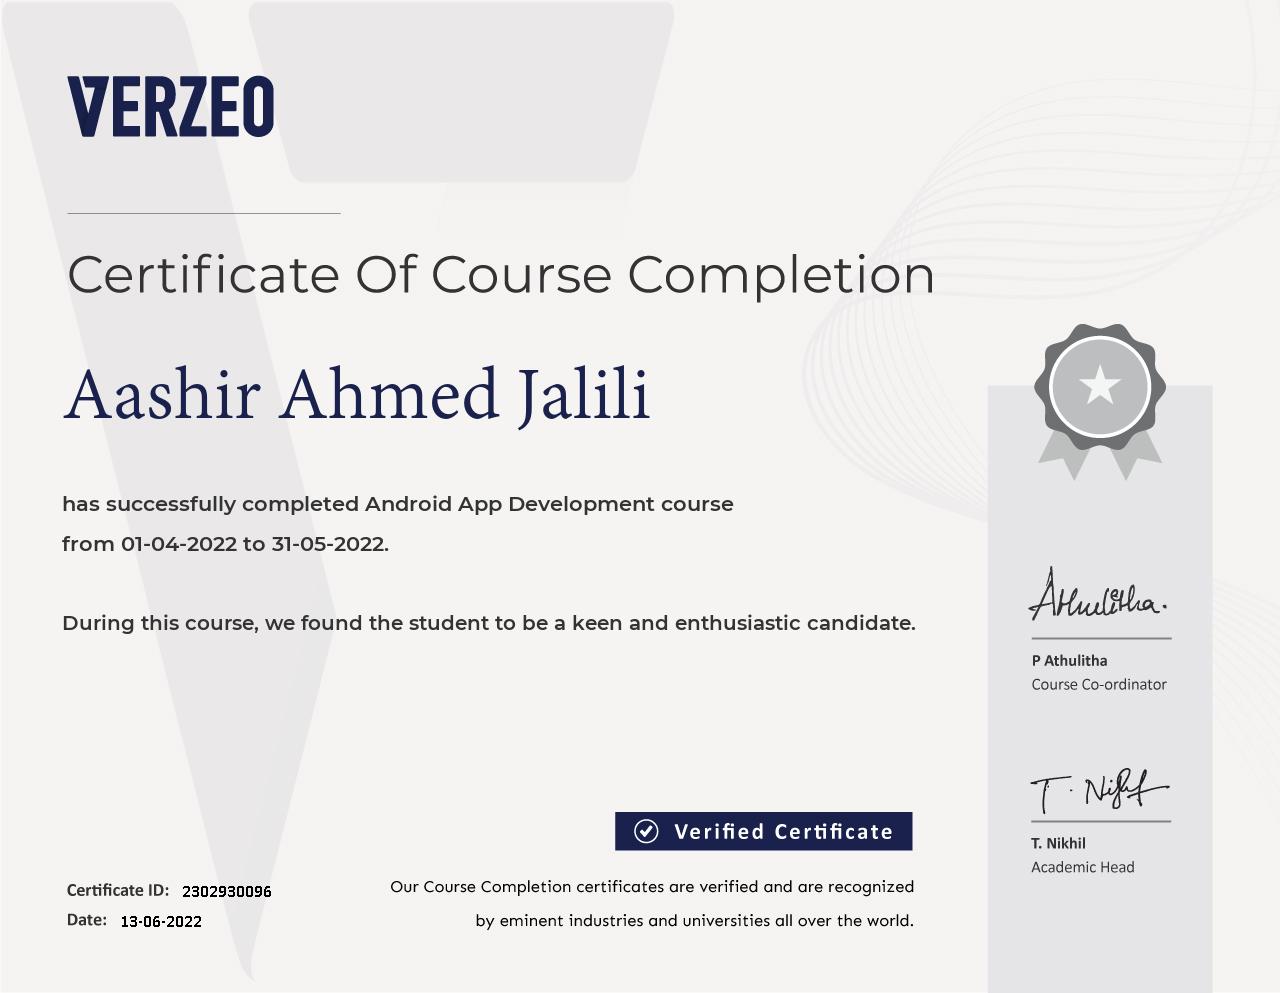 VERZEO
Certificate Of Course Completion
Aashir Ahmed Jalili
has successfully completed Android App Development course
from 01-04-2022 to 31-05-2022.
During this course, we found the student to be a keen and enthusiastic candidate.
Athulitha.
P Athulitha
Course Co-ordinator
T. Nikhil
T. Nikhil
Academic Head
Verified Certificate
Our Course Completion certificates are verified and are recognized
by eminent industries and universities all over the world.
Certificate ID: 2302930096
Date: 13-06-2022